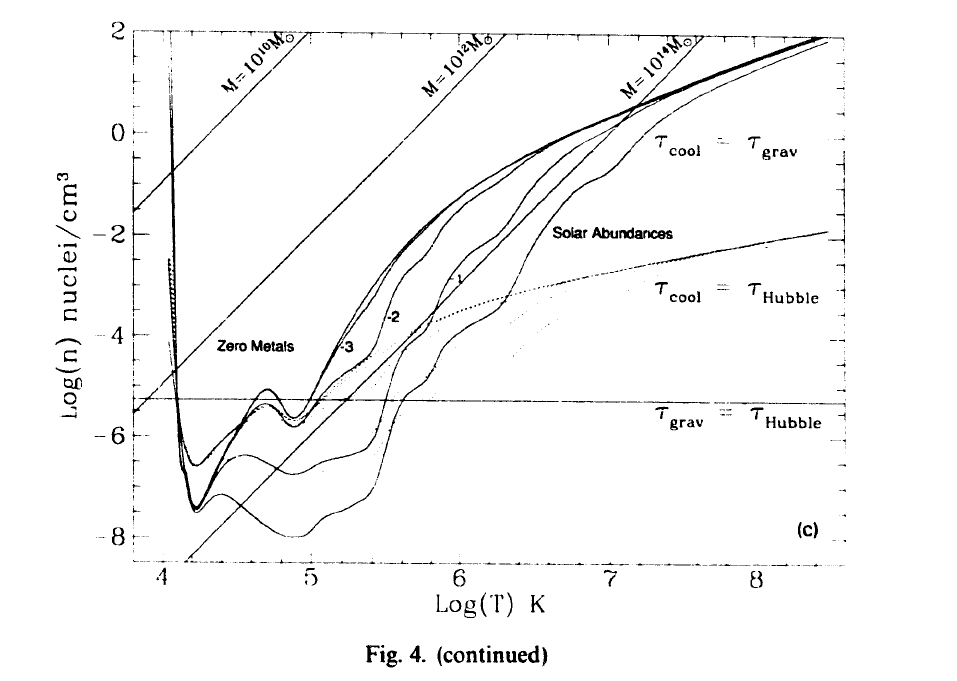 2
0
-2
-4
-6
-8
Log(n) nuclei/cm³
M=10¹⁰M☉
M=10¹²M☉
M=10¹⁴M☉
τcool = τgrav
Solar Abundances
-1
τcool = τHubble
-2
Zero Metals
-3
τgrav = τHubble
(c)
4 5 6 7 8
Log(T) K
Fig. 4. (continued)